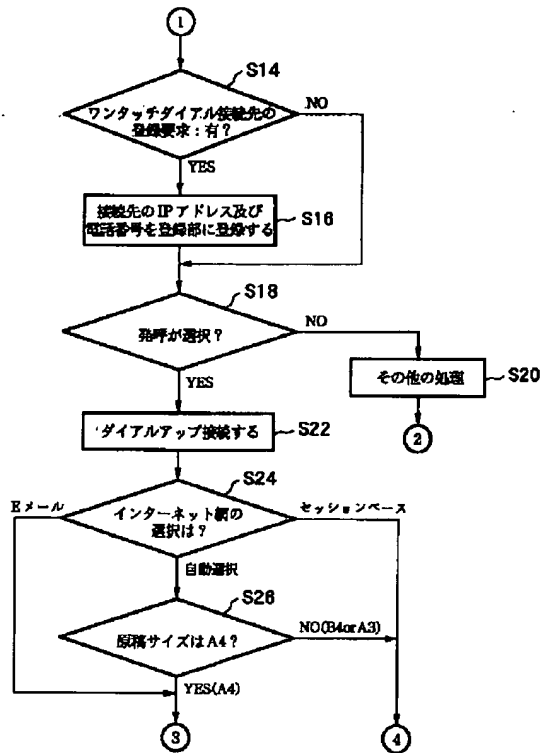 1
S14
ワンタッチダイアル接続先の
登録要求：有？
NO
YES
接続先のIPアドレス及び
電話番号を登録部に登録する
S16
S18
発呼が選択？
NO
YES
その他の処理
S20
2
ダイアルアップ接続する
S22
S24
Eメール
インターネット網の
選択は？
セッションベース
自動選択
S26
原稿サイズはA4？
NO(B4orA3)
YES(A4)
3
4